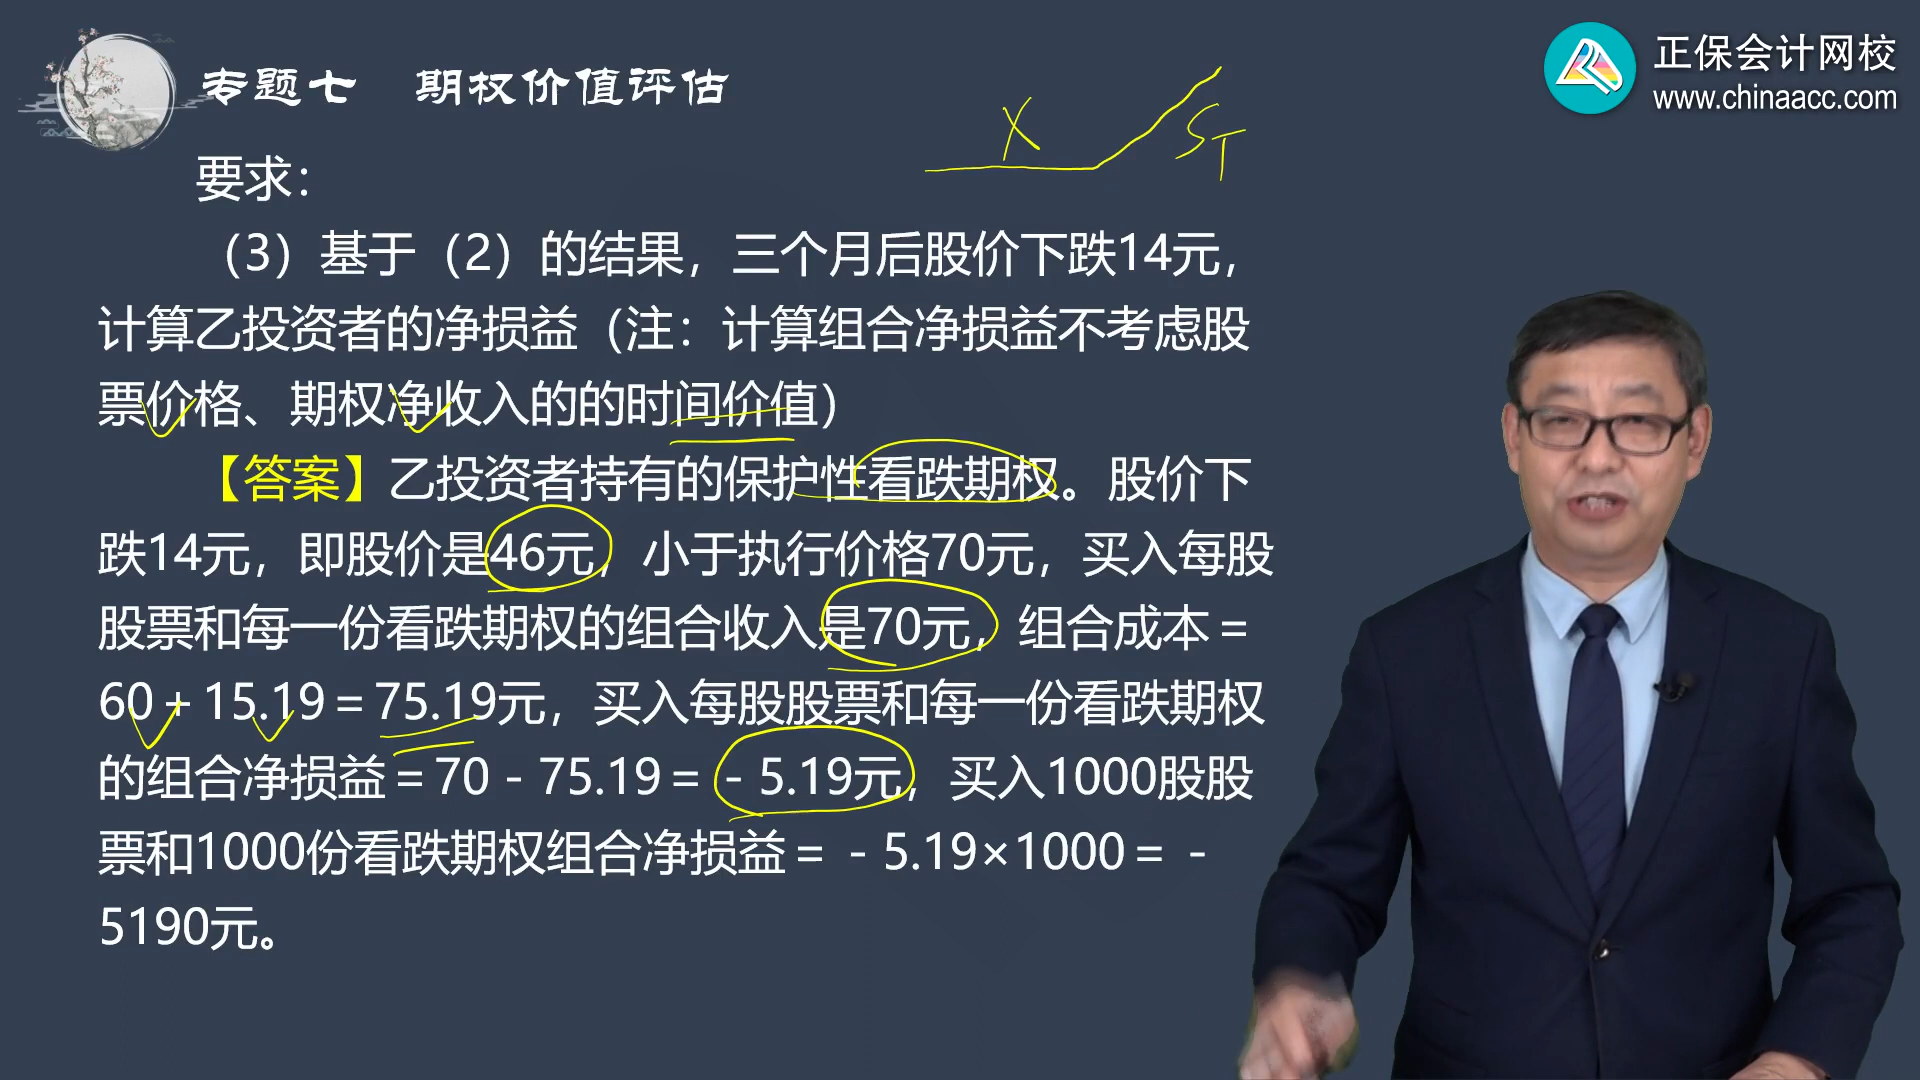 专题七 期权价值评估
正保会计网校
www.chinaacc.com
X
ST
要求：
（3）基于（2）的结果，三个月后股价下跌14元，
计算乙投资者的净损益（注：计算组合净损益不考虑股
票价格、期权净收入的的时间价值）
【答案】乙投资者持有的保护性看跌期权。股价下
跌14元，即股价是46元，小于执行价格70元，买入每股
股票和每一份看跌期权的组合收入是70元，组合成本＝
60＋15.19＝75.19元，买入每股股票和每一份看跌期权
的组合净损益＝70－75.19＝－5.19元，买入1000股股
票和1000份看跌期权组合净损益＝－5.19×1000＝－
5190元。